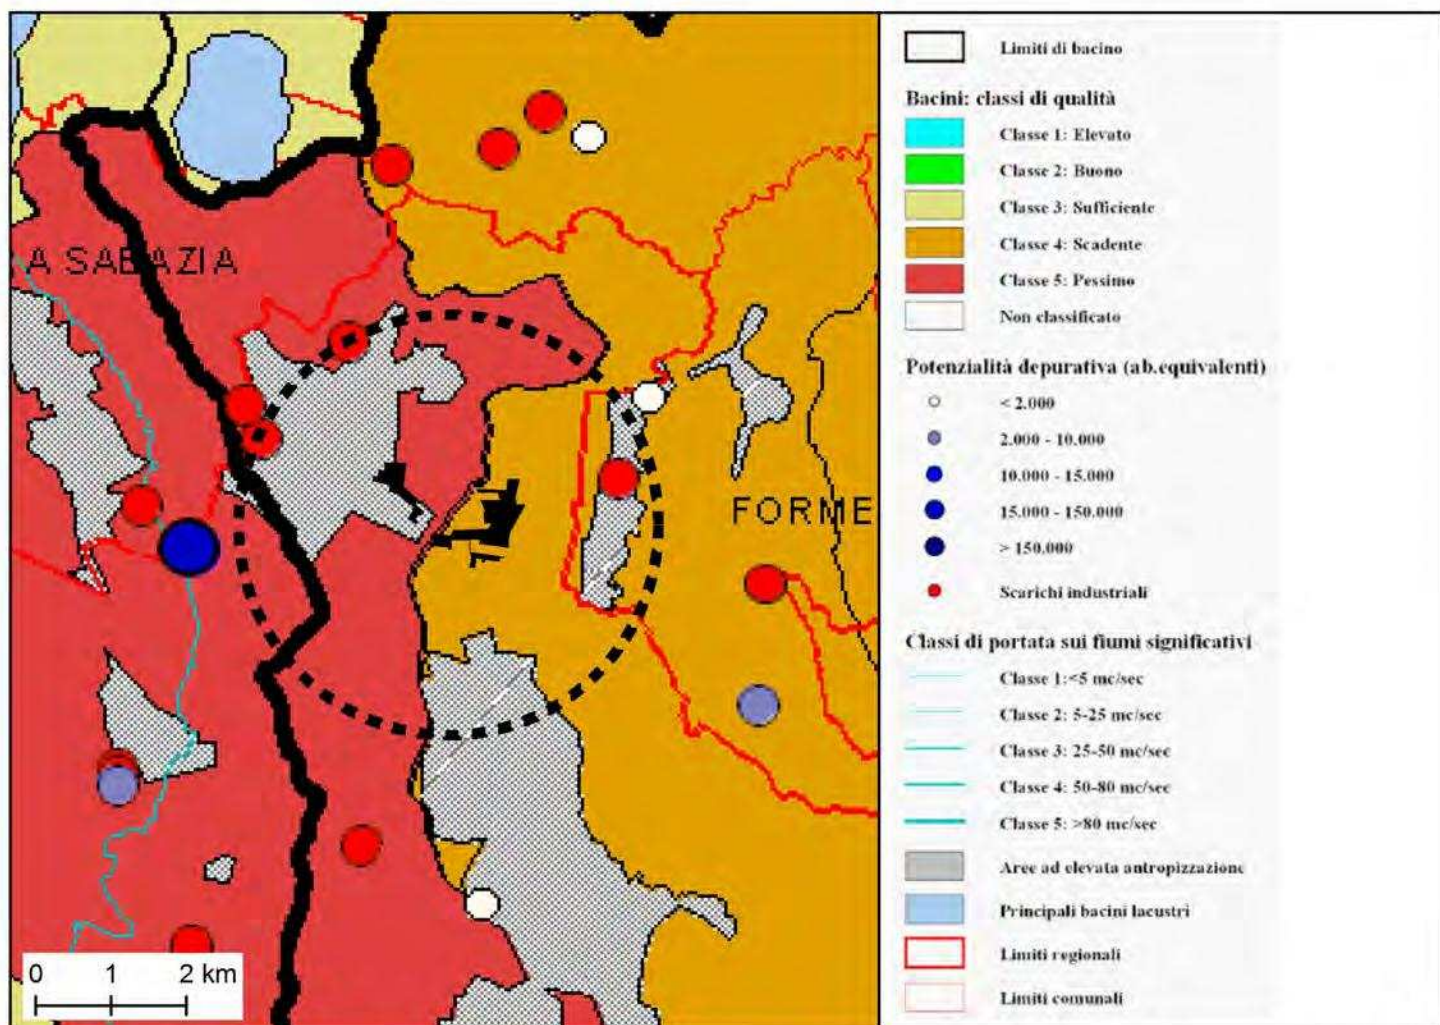 A SABAZIA
FORME
0 1 2 km
Limiti di bacino
Bacini: classi di qualità
Classe 1: Elevato
Classe 2: Buono
Classe 3: Sufficiente
Classe 4: Scadente
Classe 5: Pessimo
Non classificato
Potenzialità depurativa (ab.equivalenti)
< 2.000
2.000 - 10.000
10.000 - 15.000
15.000 - 150.000
> 150.000
Scarichi industriali
Classi di portata sui fiumi significativi
Classe 1:<5 mc/sec
Classe 2: 5-25 mc/sec
Classe 3: 25-50 mc/sec
Classe 4: 50-80 mc/sec
Classe 5: >80 mc/sec
Aree ad elevata antropizzazione
Principali bacini lacustri
Limiti regionali
Limiti comunali